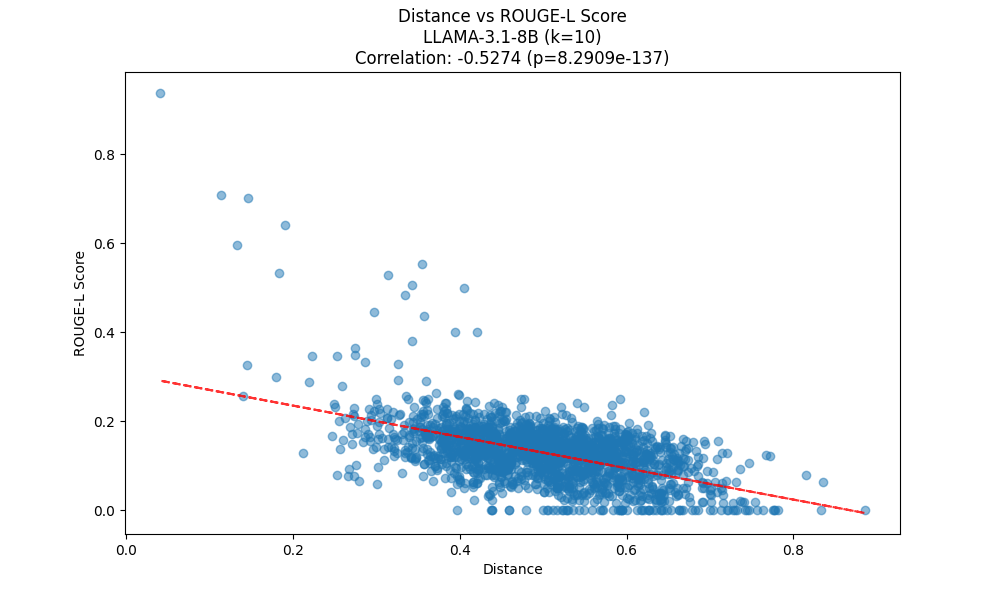 Distance vs ROUGE-L Score
LLAMA-3.1-8B (k=10)
Correlation: -0.5274 (p=8.2909e-137)
0.8
0.6
0.4
0.2
0.0
ROUGE-L Score
0.0 0.2 0.4 0.6 0.8
Distance